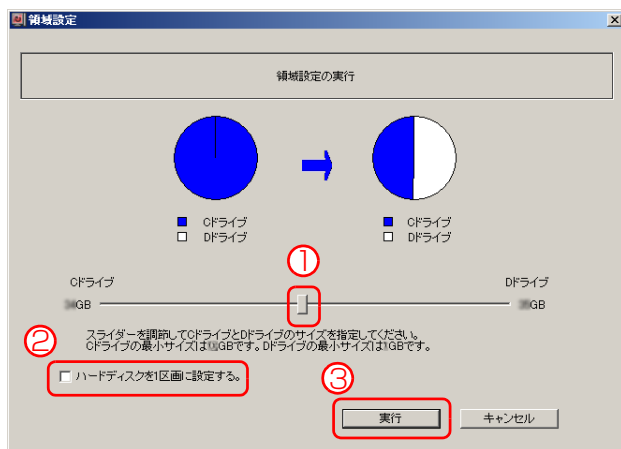 領域設定
領域設定の実行
Cドライブ
Dドライブ
Cドライブ
Dドライブ
①
Cドライブ
Dドライブ
GB
GB
スライダーを調節してCドライブとDドライブのサイズを指定してください。
Cドライブの最小サイズは GBです。Dドライブの最小サイズは1GBです。
②
ハードディスクを1区画に設定する。
③
実行
キャンセル